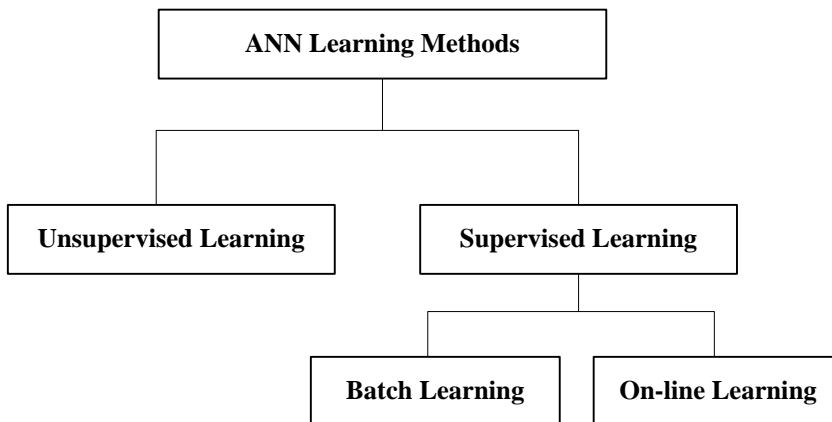 ANN Learning Methods
Unsupervised Learning
Supervised Learning
Batch Learning
On-line Learning